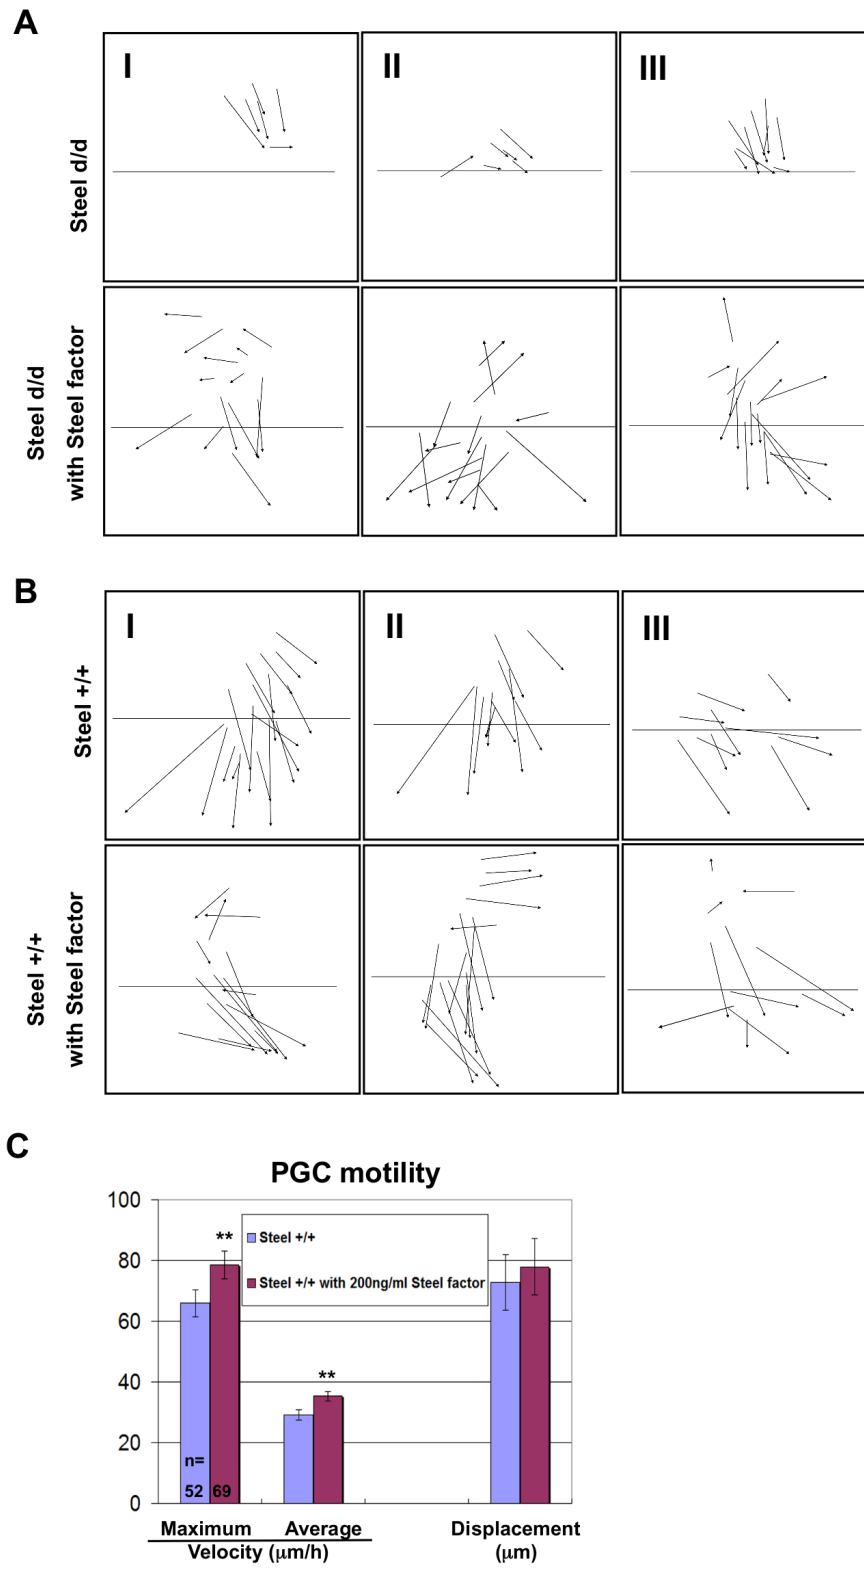 A
I
II
III
Steel d/d
Steel d/d
with Steel factor
B
I
II
III
Steel +/+
Steel +/+
with Steel factor
C
PGC motility
100
80
60
40
20
0
**
**
Steel +/+
Steel +/+ with 200ng/ml Steel factor
n=
52 69
Maximum Average Displacement
Velocity (μm/h) (μm)